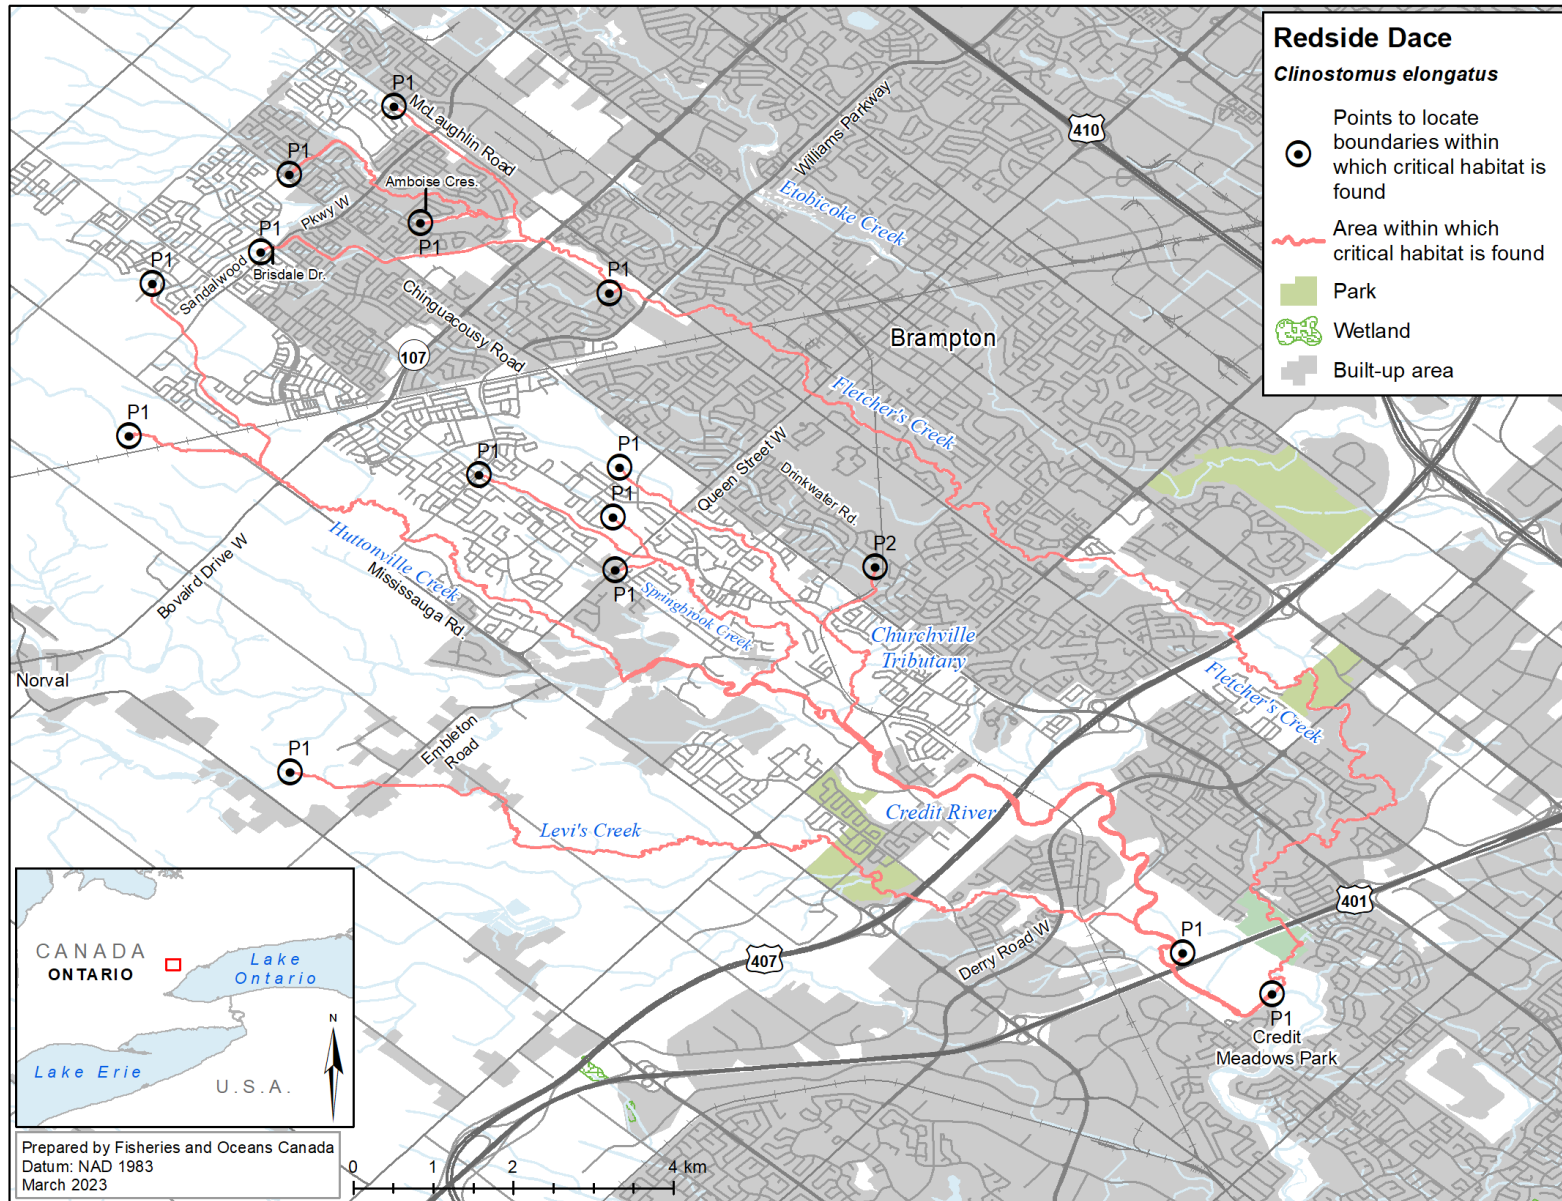 Redside Dace
Clinostomus elongatus
Points to locate
boundaries within
which critical habitat is
found
Area within which
critical habitat is found
Park
Wetland
Built-up area
P1
McLaughlin Road
P1
Amboise Cres.
P1
Pkwy W
P1
Brisdale Dr.
Sandalwood
P1
Williams Parkway
410
Etobicoke Creek
P1
Chinguacousy Road
107
Brampton
Fletcher's Creek
P1
P1
P1
P1
P1
Queen Street W
Drinkwater Rd.
P2
Huttonville Creek
Mississauga Rd.
Bovaird Drive W
Springbrook Creek
Churchville
Tributary
Fletcher's Creek
Norval
Embleton
Road
P1
Levi's Creek
Credit River
401
407
Derry Road W
P1
P1
Credit
Meadows Park
CANADA
ONTARIO
Lake
Ontario
Lake Erie
U.S.A.
N
Prepared by Fisheries and Oceans Canada
Datum: NAD 1983
March 2023
0 1 2 4 km